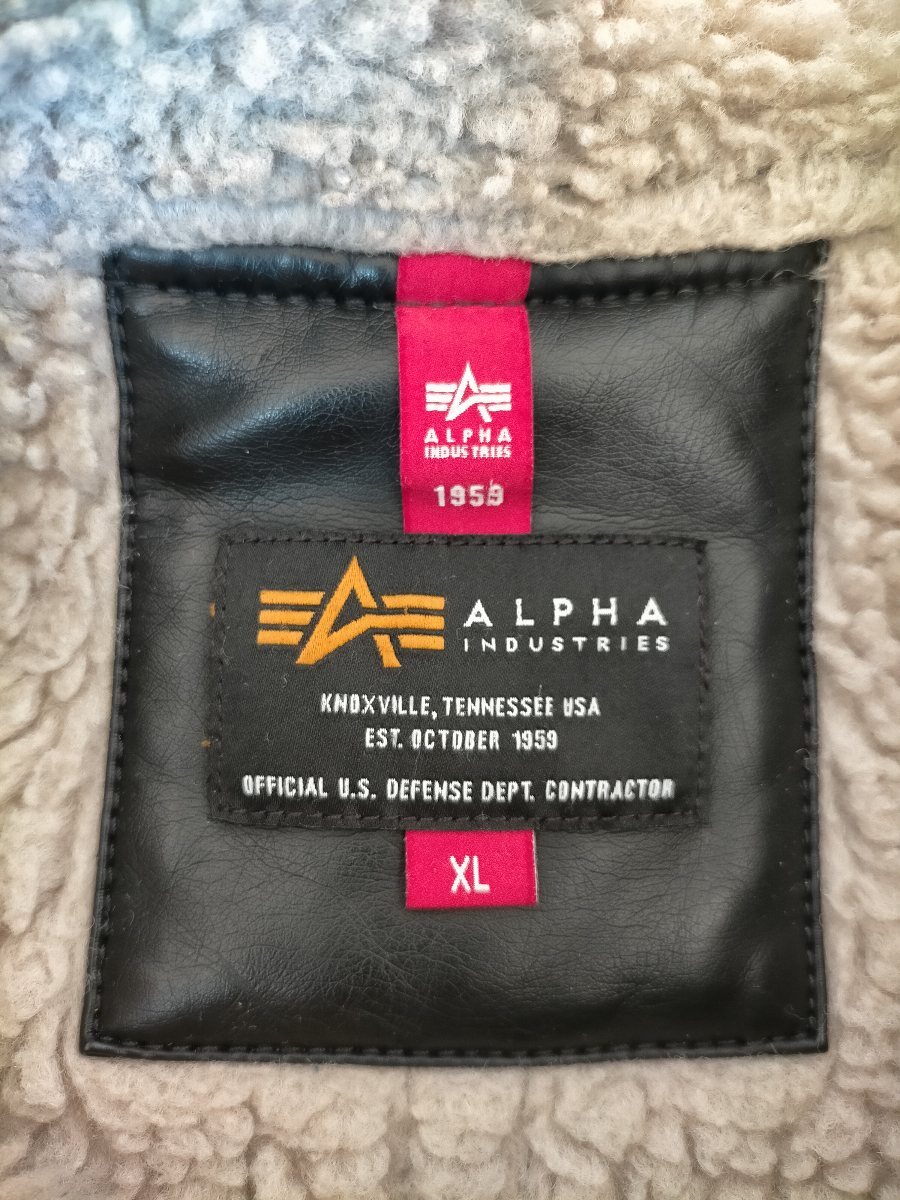 ALPHA
INDUSTRIES
1959
ALPHA
INDUSTRIES
KNOXVILLE, TENNESSEE USA
EST. OCTOBER 1959
OFFICIAL U.S. DEFENSE DEPT. CONTRACTOR
XL